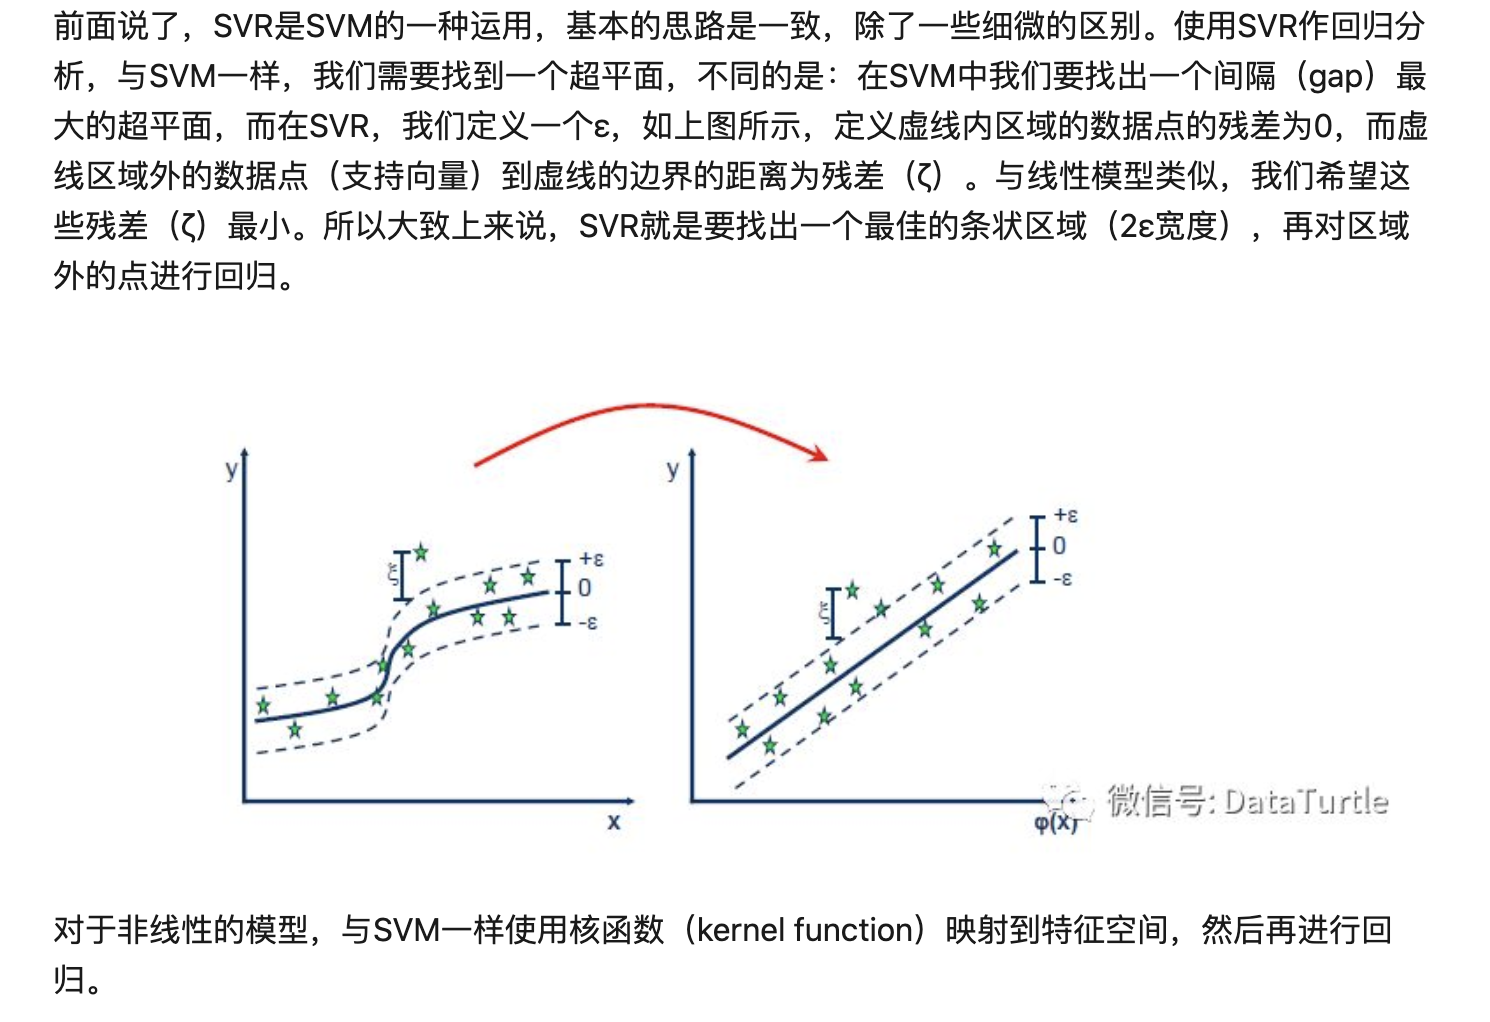 前面说了，SVR是SVM的一种运用，基本的思路是一致，除了一些细微的区别。使用SVR作回归分
析，与SVM一样，我们需要找到一个超平面，不同的是：在SVM中我们要找出一个间隔（gap）最
大的超平面，而在SVR，我们定义一个ε，如上图所示，定义虚线内区域的数据点的残差为0，而虚
线区域外的数据点（支持向量）到虚线的边界的距离为残差（ζ）。与线性模型类似，我们希望这
些残差（ζ）最小。所以大致上来说，SVR就是要找出一个最佳的条状区域（2ε宽度），再对区域
外的点进行回归。
y
ξ
+ε
0
-ε
x
y
ξ
+ε
0
-ε
φ(x)
微信号: DataTurtle
对于非线性的模型，与SVM一样使用核函数（kernel function）映射到特征空间，然后再进行回
归。